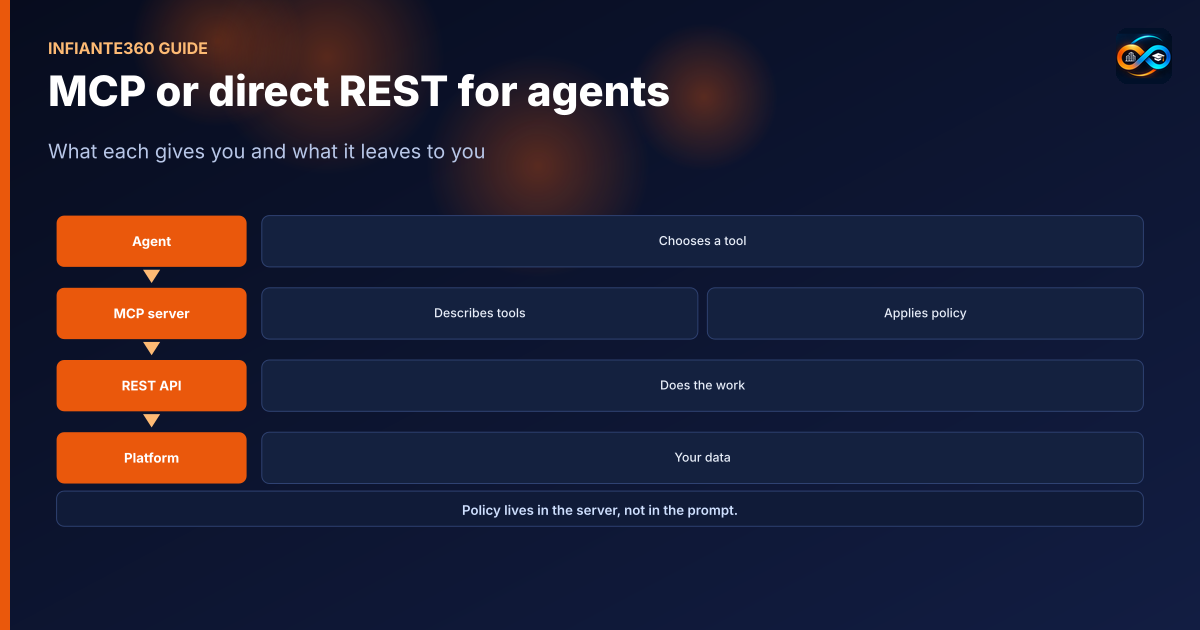 INFIANTE360 GUIDE
MCP or direct REST for agents
What each gives you and what it leaves to you
Agent
Chooses a tool
MCP server
Describes tools
Applies policy
REST API
Does the work
Platform
Your data
Policy lives in the server, not in the prompt.